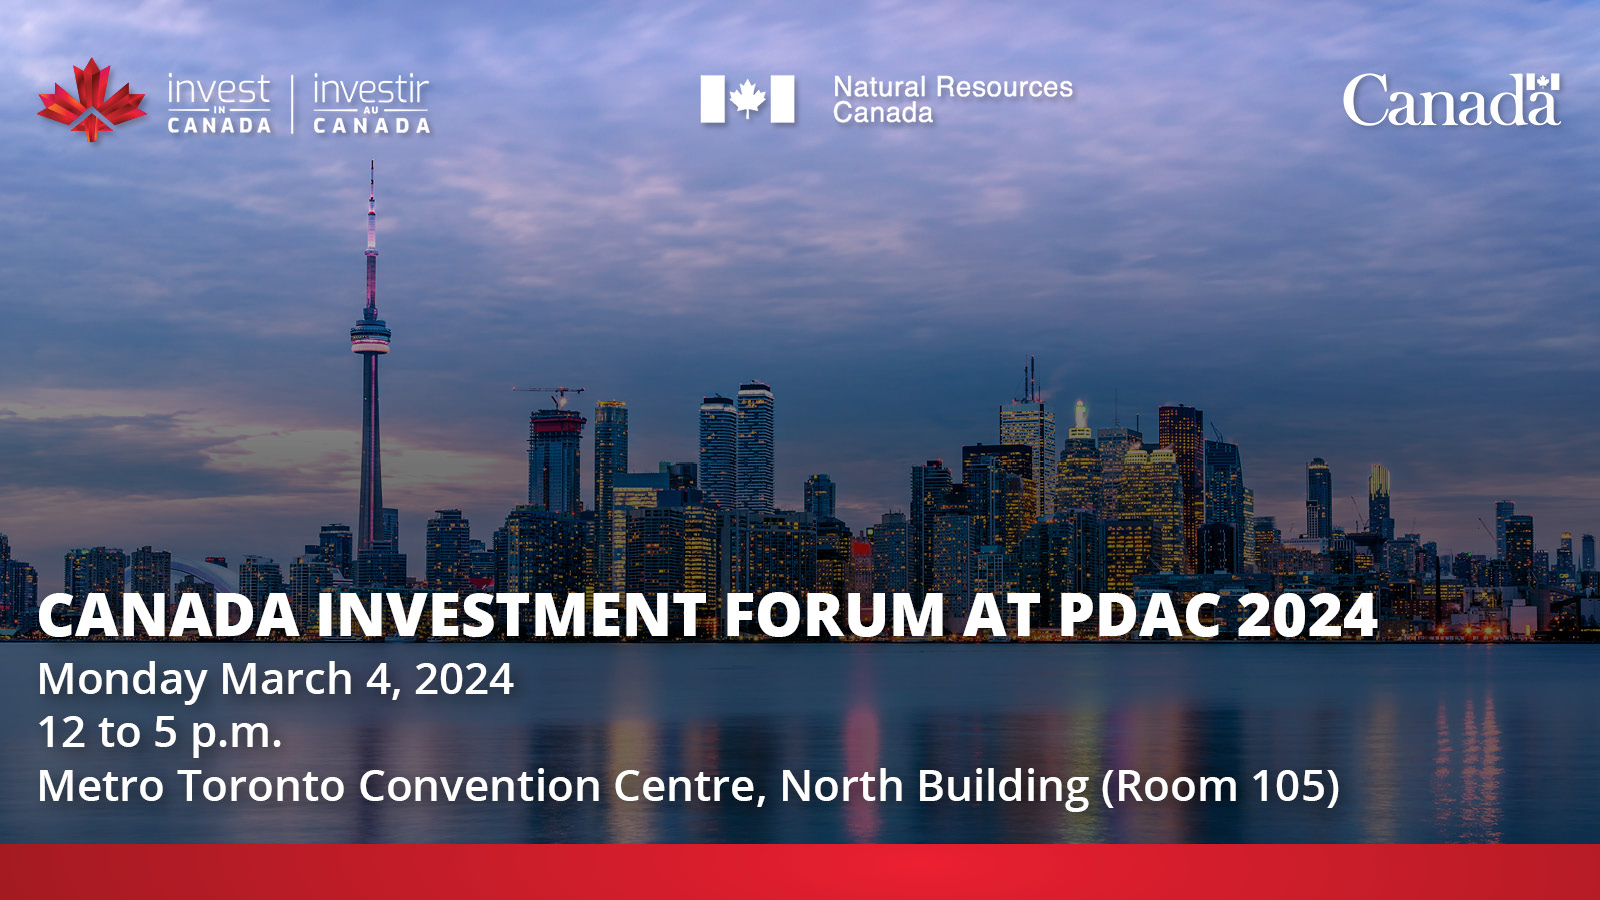 invest
IN
CANADA
investir
AU
CANADA
Natural Resources
Canada
Canada
CANADA INVESTMENT FORUM AT PDAC 2024
Monday March 4, 2024
12 to 5 p.m.
Metro Toronto Convention Centre, North Building (Room 105)